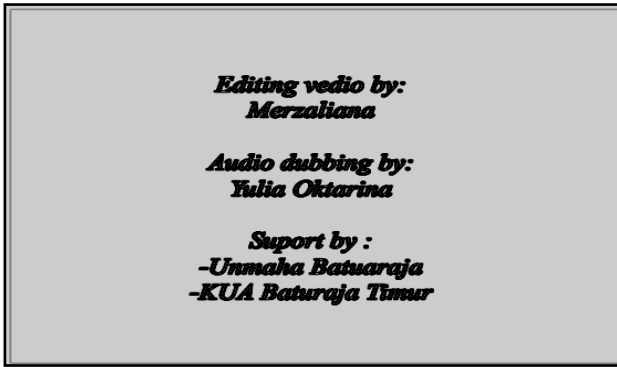 Editing vedio by:
Merzaliana
Audio dubbing by:
Yulia Oktarina
Suport by :
-Unmaha Batuaraja
-KUA Baturaja Timur